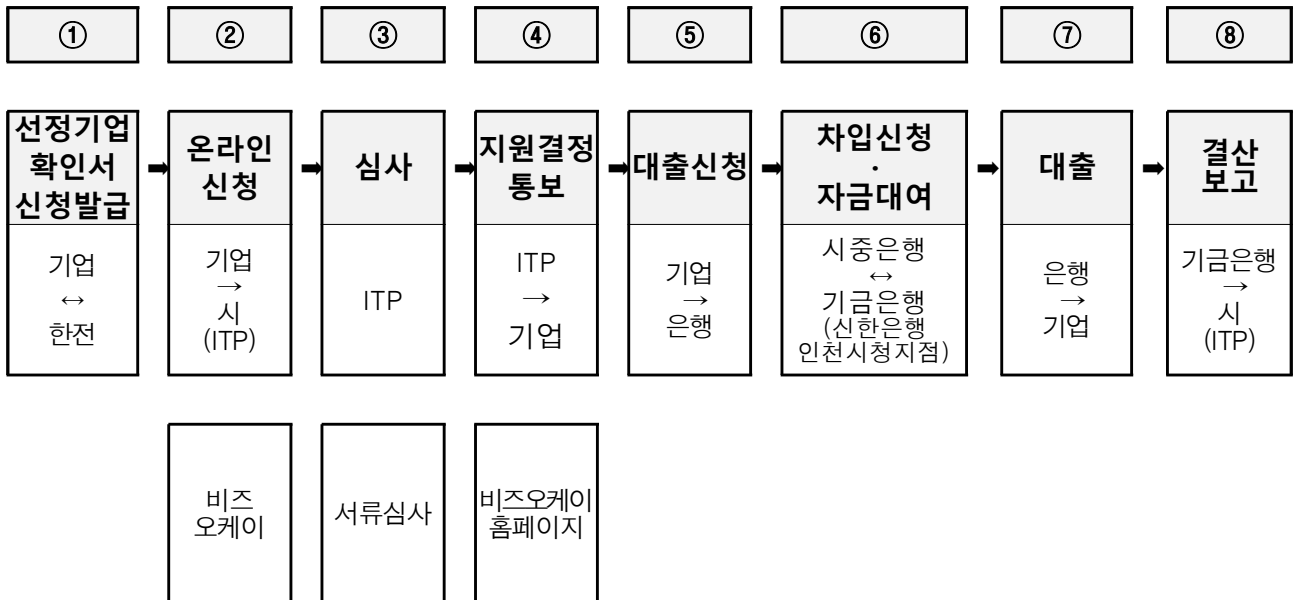 ① ② ③ ④ ⑤ ⑥ ⑦ ⑧
선정기업
확인서
신청발급
➡
온라인
신청
➡
심사
➡
지원결정
통보
➡
대출신청
➡
차입신청
·
자금대여
➡
대출
➡
결산
보고
기업
↔
한전
기업
→
시
(ITP)
ITP
ITP
→
기업
기업
→
은행
시중은행
↔
기금은행
(신한은행
인천시청지점)
은행
→
기업
기금은행
→
시
(ITP)
비즈
오케이
서류심사
비즈오케이
홈페이지